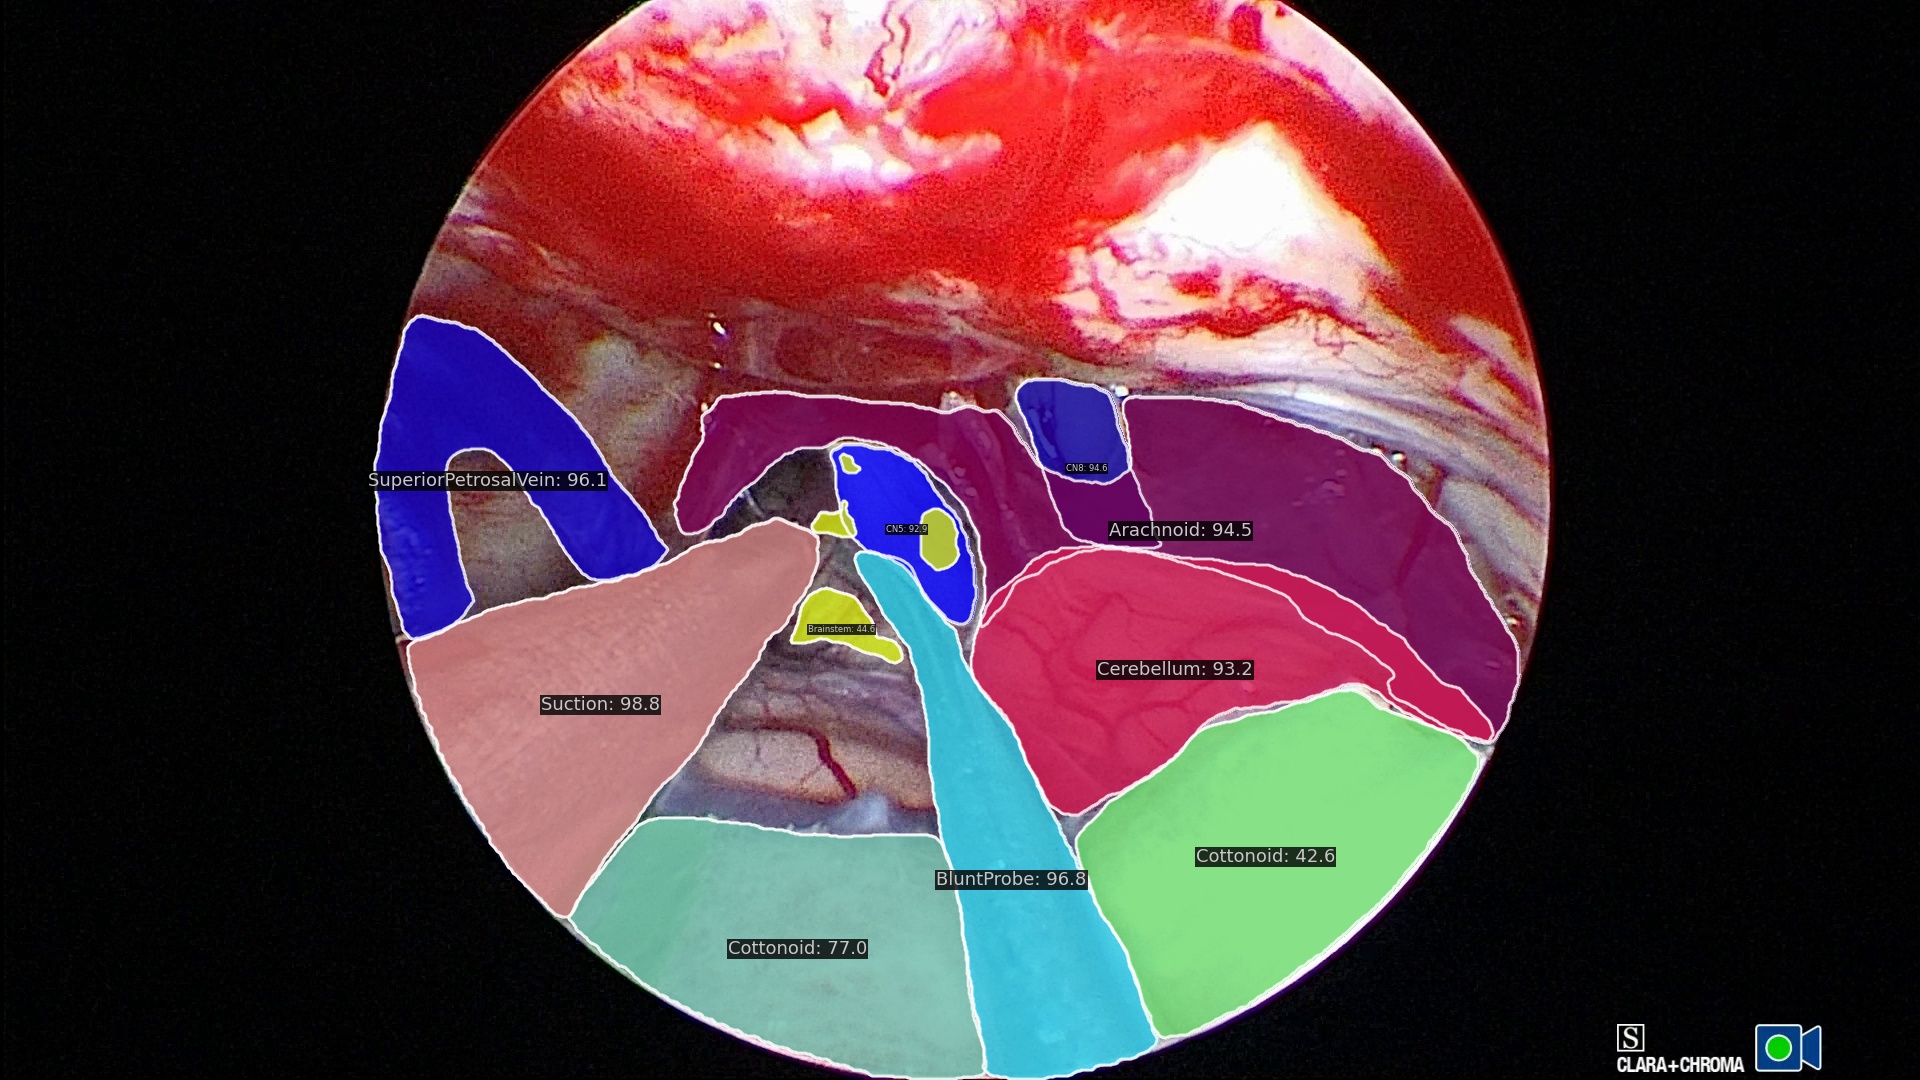 CN8: 94.6
SuperiorPetrosalVein: 96.1
CN5: 92.9
Arachnoid: 94.5
Brainstem: 44.6
Cerebellum: 93.2
Suction: 98.8
Cottonoid: 42.6
BluntProbe: 96.8
Cottonoid: 77.0
S
CLARA+CHROMA